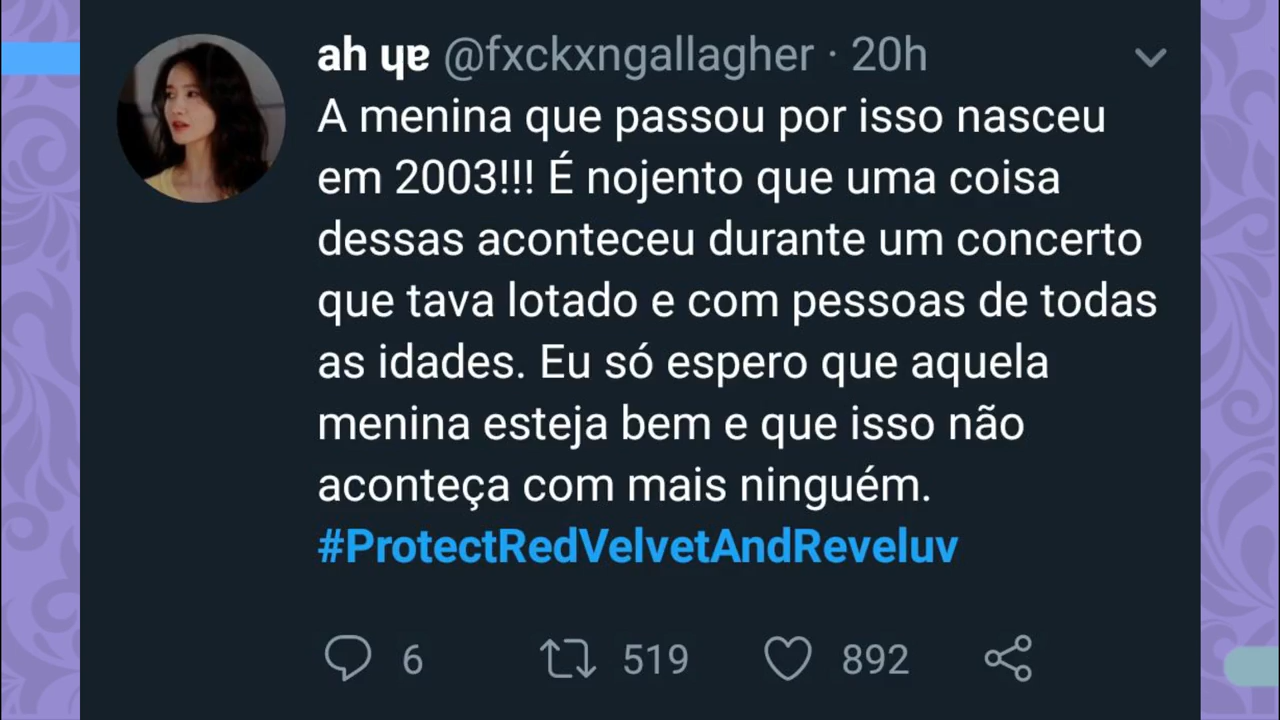 ah ɥɐ @fxckxngallagher · 20h
A menina que passou por isso nasceu
em 2003!!! É nojento que uma coisa
dessas aconteceu durante um concerto
que tava lotado e com pessoas de todas
as idades. Eu só espero que aquela
menina esteja bem e que isso não
aconteça com mais ninguém.
#ProtectRedVelvetAndReveluv
6 519 892